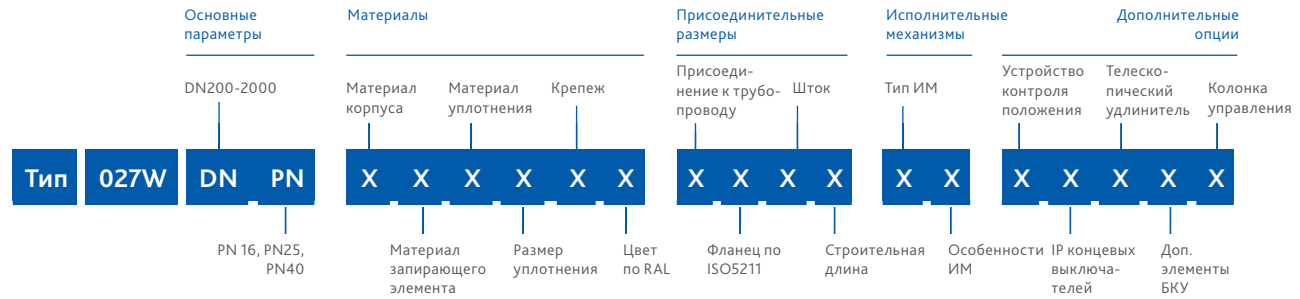 Основные
параметры
Материалы
Присоединительные
размеры
Исполнительные
механизмы
Дополнительные
опции
DN200-2000
Материал
корпуса
Материал
уплотнения
Крепеж
Присоеди-
нение к трубо-
проводу
Шток
Тип ИМ
Устройство
контроля
положения
Телеско-
пический
удлинитель
Колонка
управления
Тип 027W DN PN X X X X X X X X X X X X X X X X X
PN 16, PN25,
PN40
Материал
запирающего
элемента
Размер
уплотнения
Цвет
по RAL
Фланец по
ISO5211
Строительная
длина
Особенности
ИМ
IP концевых
выключа-
телей
Доп.
элементы
БКУ